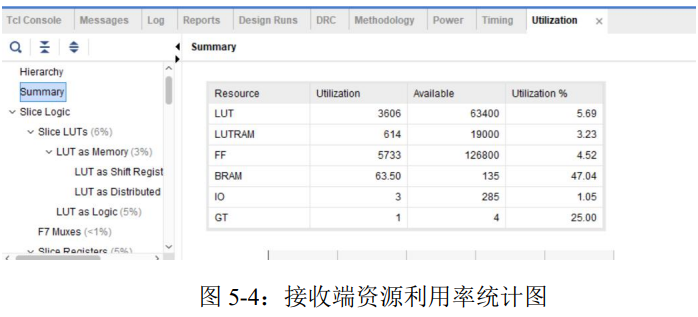 Tcl Console Messages Log Reports Design Runs DRC Methodology Power Timing Utilization
Summary
Hierarchy
Summary
Slice Logic
Slice LUTs (6%)
LUT as Memory (3%)
LUT as Shift Regist
LUT as Distributed
LUT as Logic (5%)
F7 Muxes (<1%)
Slice Registers (5%)
Resource Utilization Available Utilization %
LUT 3606 63400 5.69
LUTRAM 614 19000 3.23
FF 5733 126800 4.52
BRAM 63.50 135 47.04
IO 3 285 1.05
GT 1 4 25.00
图 5-4：接收端资源利用率统计图